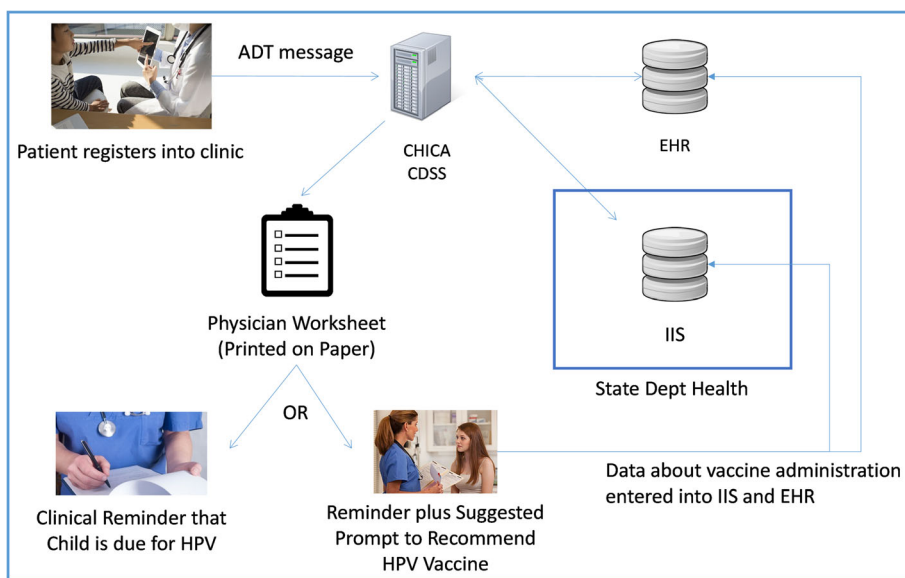 ADT message
Patient registers into clinic
CHICA
CDSS
EHR
IIS
State Dept Health
Physician Worksheet
(Printed on Paper)
OR
Clinical Reminder that
Child is due for HPV
Reminder plus Suggested
Prompt to Recommend
HPV Vaccine
Data about vaccine administration
entered into IIS and EHR